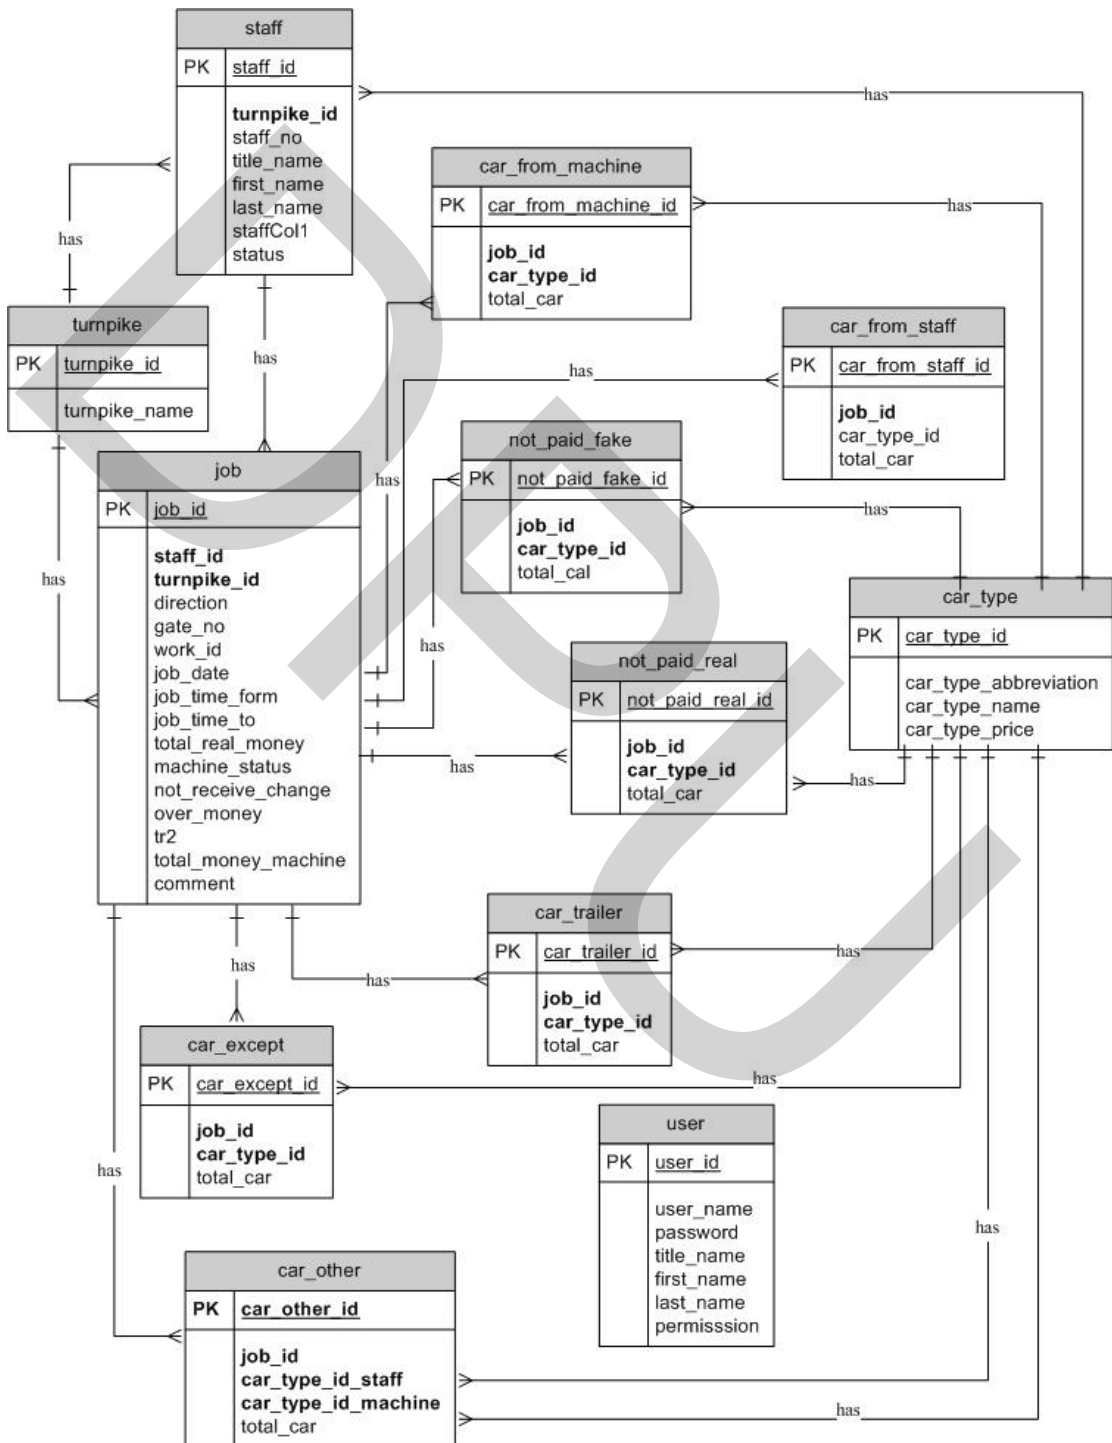 staff
PK staff_id
turnpike_id
staff_no
title_name
first_name
last_name
staffCol1
status
has
has
turnpike
PK turnpike_id
turnpike_name
has
car_from_machine
PK car_from_machine_id
job_id
car_type_id
total_car
has
car_from_staff
PK car_from_staff_id
job_id
car_type_id
total_car
has
has
job
PK job_id
staff_id
turnpike_id
direction
gate_no
work_id
job_date
job_time_form
job_time_to
total_real_money
machine_status
not_receive_change
over_money
tr2
total_money_machine
comment
has
not_paid_fake
PK not_paid_fake_id
job_id
car_type_id
total_cal
has
has
car_type
PK car_type_id
car_type_abbreviation
car_type_name
car_type_price
not_paid_real
PK not_paid_real_id
job_id
car_type_id
total_car
has
has
car_trailer
PK car_trailer_id
job_id
car_type_id
total_car
has
has
has
car_except
PK car_except_id
job_id
car_type_id
total_car
has
has
user
PK user_id
user_name
password
title_name
first_name
last_name
permisssion
car_other
PK car_other_id
job_id
car_type_id_staff
car_type_id_machine
total_car
has
has
DPU